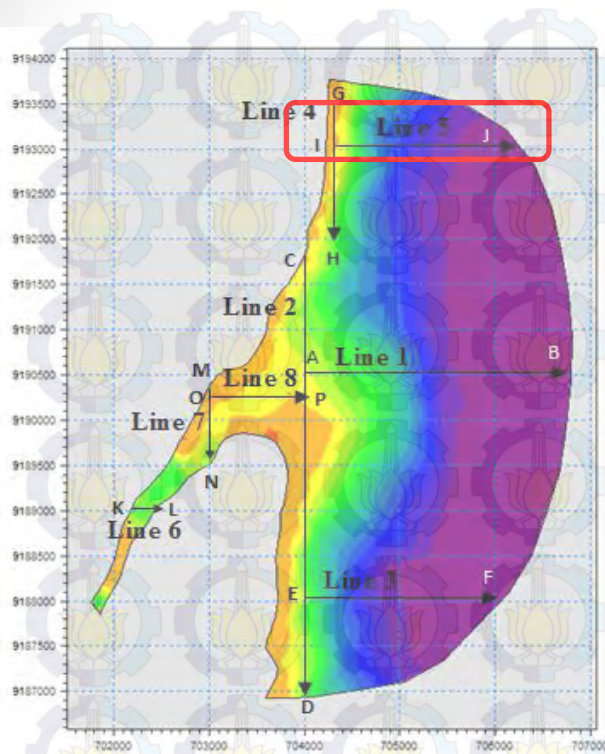 9194000
G
9193500
Line 4
Line 5
I
J
9193000
9192500
9192000
C
H
9191500
Line 2
9191000
A
Line 1
B
9190500
M
Line 8
O
P
9190000
Line 7
9189500
N
K
L
9189000
Line 6
9188500
Line 3
F
E
9188000
9187500
9187000
D
702000 703000 704000 705000 706000